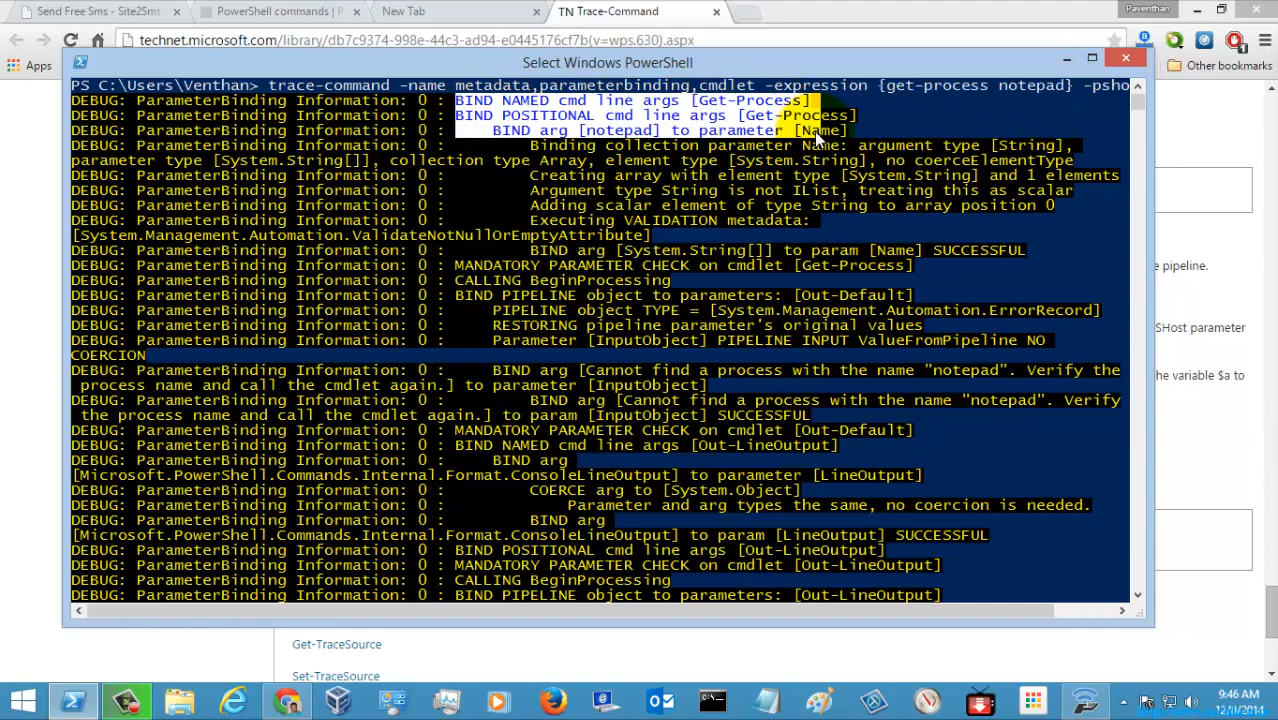 Send Free Sms - Site2Sms
PowerShell commands | P
New Tab
TN Trace-Command
Paventhan
technet.microsoft.com/library/db7c9374-998e-44c3-ad94-e0445176cf7b(v=wps.630).aspx
Apps
Other bookmarks
Select Windows PowerShell
PS C:\Users\Venthan> trace-command -name metadata,parameterbinding,cmdlet -expression {get-process notepad} -psho
DEBUG: ParameterBinding Information: 0 : BIND NAMED cmd line args [Get-Process]
DEBUG: ParameterBinding Information: 0 : BIND POSITIONAL cmd line args [Get-Process]
DEBUG: ParameterBinding Information: 0 : BIND arg [notepad] to parameter [Name]
DEBUG: ParameterBinding Information: 0 : Binding collection parameter Name: argument type [String],
parameter type [System.String[]], collection type Array, element type [System.String], no coerceElementType
DEBUG: ParameterBinding Information: 0 : Creating array with element type [System.String] and 1 elements
DEBUG: ParameterBinding Information: 0 : Argument type String is not IList, treating this as scalar
DEBUG: ParameterBinding Information: 0 : Adding scalar element of type String to array position 0
DEBUG: ParameterBinding Information: 0 : Executing VALIDATION metadata:
[System.Management.Automation.ValidateNotNullOrEmptyAttribute]
DEBUG: ParameterBinding Information: 0 : BIND arg [System.String[]] to param [Name] SUCCESSFUL
DEBUG: ParameterBinding Information: 0 : MANDATORY PARAMETER CHECK on cmdlet [Get-Process]
DEBUG: ParameterBinding Information: 0 : CALLING BeginProcessing
DEBUG: ParameterBinding Information: 0 : BIND PIPELINE object to parameters: [Out-Default]
DEBUG: ParameterBinding Information: 0 : PIPELINE object TYPE = [System.Management.Automation.ErrorRecord]
DEBUG: ParameterBinding Information: 0 : RESTORING pipeline parameter's original values
DEBUG: ParameterBinding Information: 0 : Parameter [InputObject] PIPELINE INPUT ValueFromPipeline NO
COERCION
DEBUG: ParameterBinding Information: 0 : BIND arg [Cannot find a process with the name "notepad". Verify the
process name and call the cmdlet again.] to parameter [InputObject]
DEBUG: ParameterBinding Information: 0 : BIND arg [Cannot find a process with the name "notepad". Verify
the process name and call the cmdlet again.] to param [InputObject] SUCCESSFUL
DEBUG: ParameterBinding Information: 0 : MANDATORY PARAMETER CHECK on cmdlet [Out-Default]
DEBUG: ParameterBinding Information: 0 : BIND NAMED cmd line args [Out-LineOutput]
DEBUG: ParameterBinding Information: 0 : BIND arg
[Microsoft.PowerShell.Commands.Internal.Format.ConsoleLineOutput] to parameter [LineOutput]
DEBUG: ParameterBinding Information: 0 : COERCE arg to [System.Object]
DEBUG: ParameterBinding Information: 0 : Parameter and arg types the same, no coercion is needed.
DEBUG: ParameterBinding Information: 0 : BIND arg
[Microsoft.PowerShell.Commands.Internal.Format.ConsoleLineOutput] to param [LineOutput] SUCCESSFUL
DEBUG: ParameterBinding Information: 0 : BIND POSITIONAL cmd line args [Out-LineOutput]
DEBUG: ParameterBinding Information: 0 : MANDATORY PARAMETER CHECK on cmdlet [Out-LineOutput]
DEBUG: ParameterBinding Information: 0 : CALLING BeginProcessing
DEBUG: ParameterBinding Information: 0 : BIND PIPELINE object to parameters: [Out-LineOutput]
e pipeline.
SHost parameter
he variable $a to
Get-TraceSource
Set-TraceSource
9:46 AM